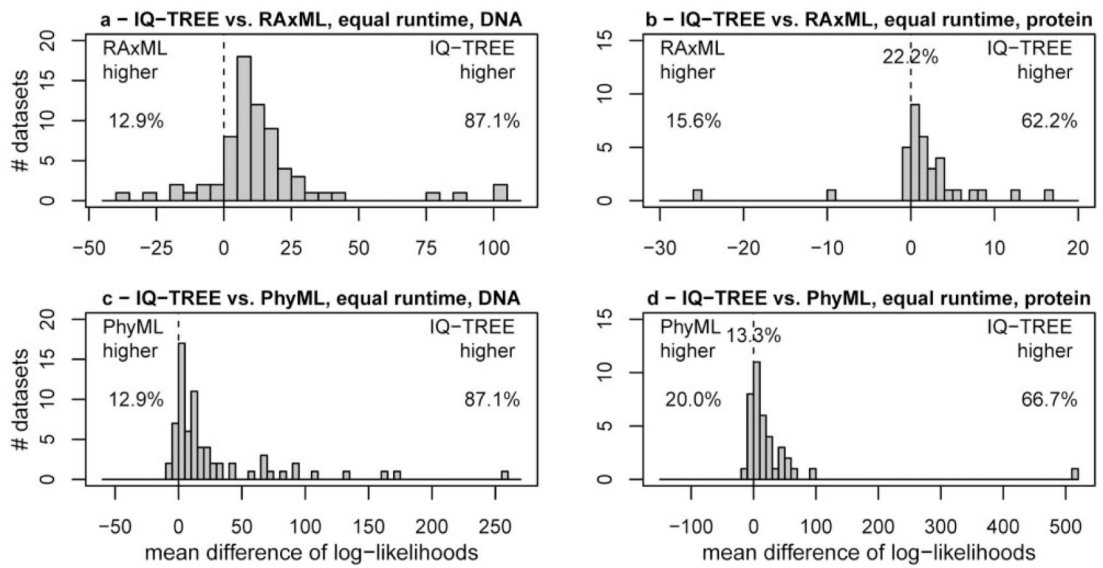 a − IQ−TREE vs. RAxML, equal runtime, DNA
# datasets
20
15
10
5
0
RAxML
higher
12.9%
IQ−TREE
higher
87.1%
−50
−25
0
25
50
75
100
b − IQ−TREE vs. RAxML, equal runtime, protein
15
10
5
0
RAxML
higher
15.6%
22.2%
IQ−TREE
higher
62.2%
−30
−20
−10
0
10
20
c − IQ−TREE vs. PhyML, equal runtime, DNA
# datasets
20
15
10
5
0
PhyML
higher
12.9%
IQ−TREE
higher
87.1%
−50
0
50
100
150
200
250
mean difference of log−likelihoods
d − IQ−TREE vs. PhyML, equal runtime, protein
15
10
5
0
PhyML
higher
20.0%
13.3%
IQ−TREE
higher
66.7%
−100
0
100
200
300
400
500
mean difference of log−likelihoods